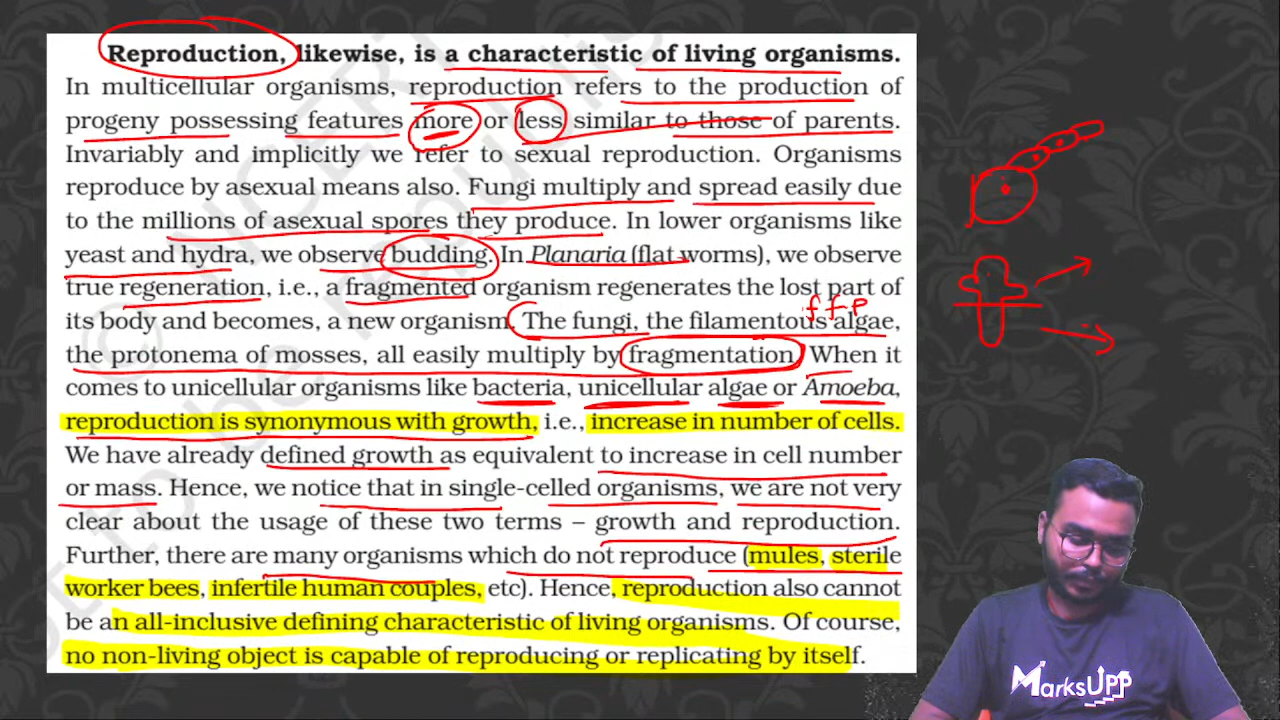 Reproduction, likewise, is a characteristic of living organisms.
In multicellular organisms, reproduction refers to the production of
progeny possessing features more or less similar to those of parents.
Invariably and implicitly we refer to sexual reproduction. Organisms
reproduce by asexual means also. Fungi multiply and spread easily due
to the millions of asexual spores they produce. In lower organisms like
yeast and hydra, we observe budding. In Planaria (flat worms), we observe
true regeneration, i.e., a fragmented organism regenerates the lost part of
its body and becomes, a new organism. The fungi, the filamentous algae,
f f P
the protonema of mosses, all easily multiply by fragmentation. When it
comes to unicellular organisms like bacteria, unicellular algae or Amoeba,
reproduction is synonymous with growth, i.e., increase in number of cells.
We have already defined growth as equivalent to increase in cell number
or mass. Hence, we notice that in single-celled organisms, we are not very
clear about the usage of these two terms – growth and reproduction.
Further, there are many organisms which do not reproduce (mules, sterile
worker bees, infertile human couples, etc). Hence, reproduction also cannot
be an all-inclusive defining characteristic of living organisms. Of course,
no non-living object is capable of reproducing or replicating by itself.
MarksUPP